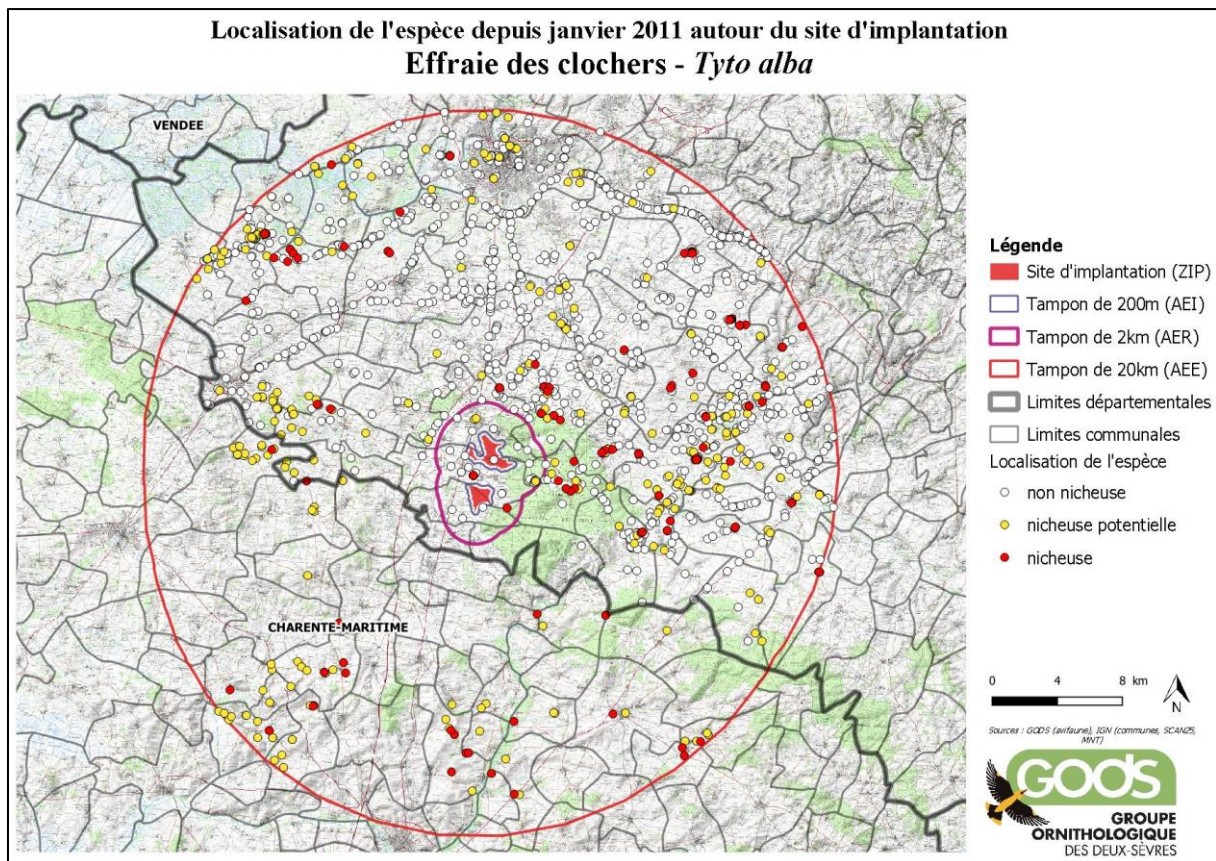 Localisation de l'espèce depuis janvier 2011 autour du site d'implantation
Effraie des clochers - Tyto alba
VENDEE
CHARENTE-MARITIME
Légende
Site d'implantation (ZIP)
Tampon de 200m (AEI)
Tampon de 2km (AER)
Tampon de 20km (AEE)
Limites départementales
Limites communales
Localisation de l'espèce
non nicheuse
nicheuse potentielle
nicheuse
0 4 8 km
N
Sources : GODS (avifaune), IGN (communes, SCAN25,
MNT)
GODS
GROUPE
ORNITHOLOGIQUE
DES DEUX-SÈVRES